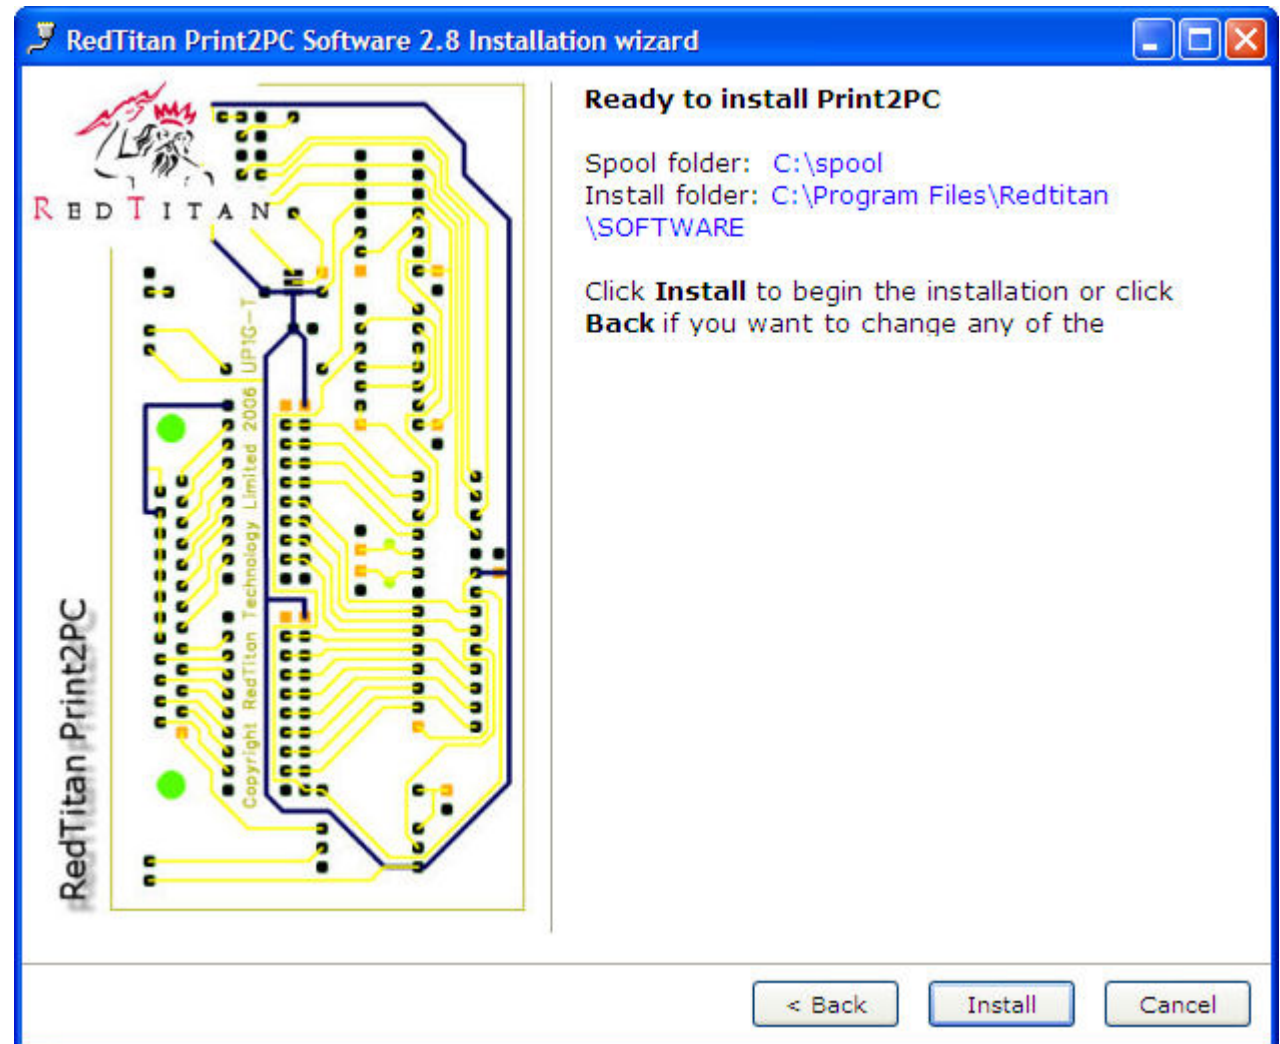 RedTitan Print2PC Software 2.8 Installation wizard
REDTITAN
Copyright RedTitan Technology Limited 2006 UP1G-T
RedTitan Print2PC
Ready to install Print2PC
Spool folder: C:\spool
Install folder: C:\Program Files\Redtitan
\SOFTWARE
Click Install to begin the installation or click
Back if you want to change any of the
< Back
Install
Cancel